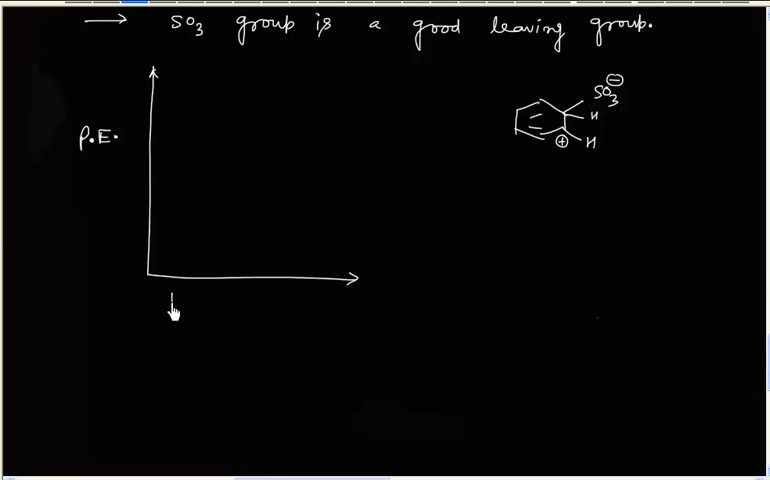 → SO3 group is a good leaving group.
SO3 ⊖
H
P.E.
⊕ H